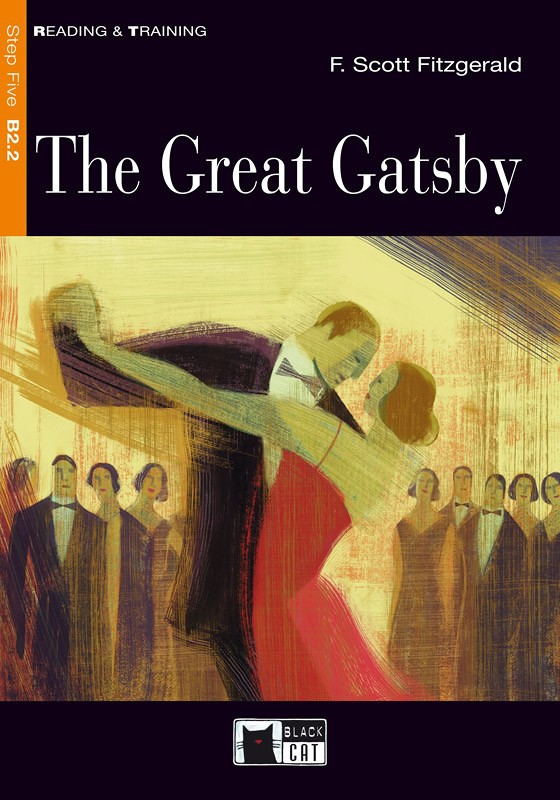 READING & TRAINING
Step Five B2.2
F. Scott Fitzgerald
The Great Gatsby
BLACK
CAT